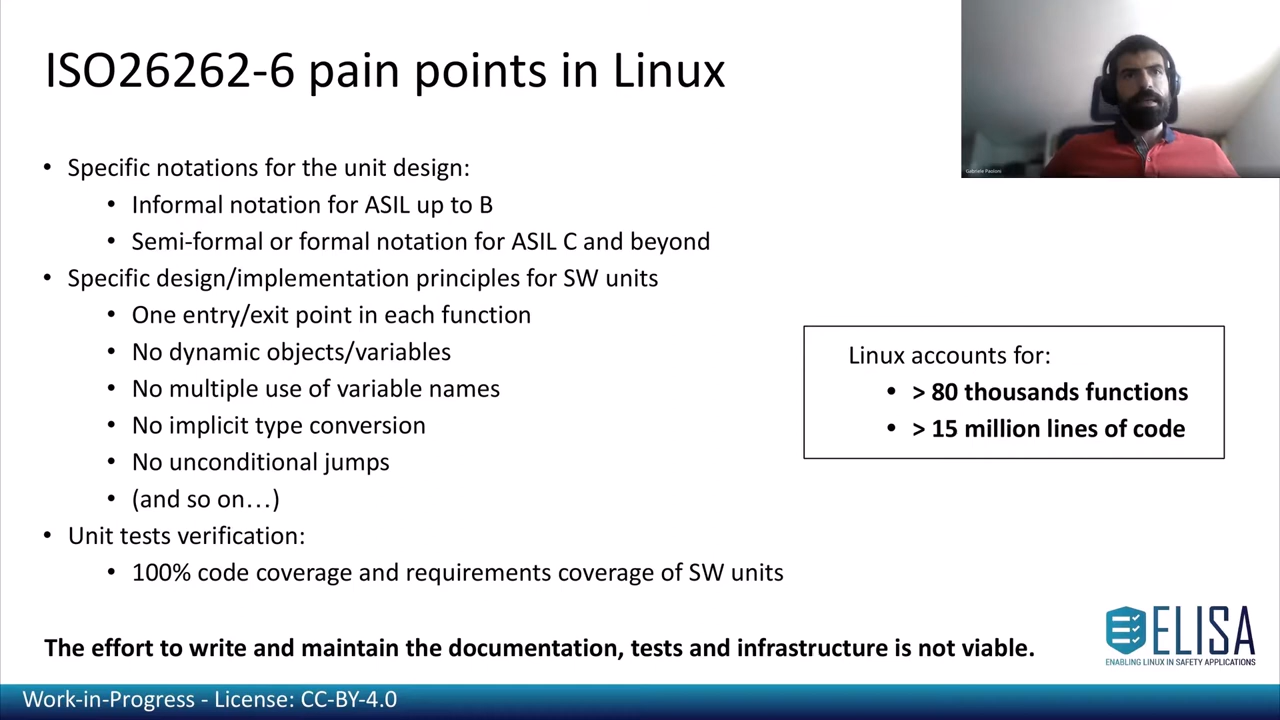 ISO26262-6 pain points in Linux
Gabriele Paoloni
• Specific notations for the unit design:
• Informal notation for ASIL up to B
• Semi-formal or formal notation for ASIL C and beyond
• Specific design/implementation principles for SW units
• One entry/exit point in each function
• No dynamic objects/variables
• No multiple use of variable names
• No implicit type conversion
• No unconditional jumps
• (and so on…)
• Unit tests verification:
• 100% code coverage and requirements coverage of SW units
Linux accounts for:
• > 80 thousands functions
• > 15 million lines of code
The effort to write and maintain the documentation, tests and infrastructure is not viable.
ELISA
ENABLING LINUX IN SAFETY APPLICATIONS
Work-in-Progress - License: CC-BY-4.0